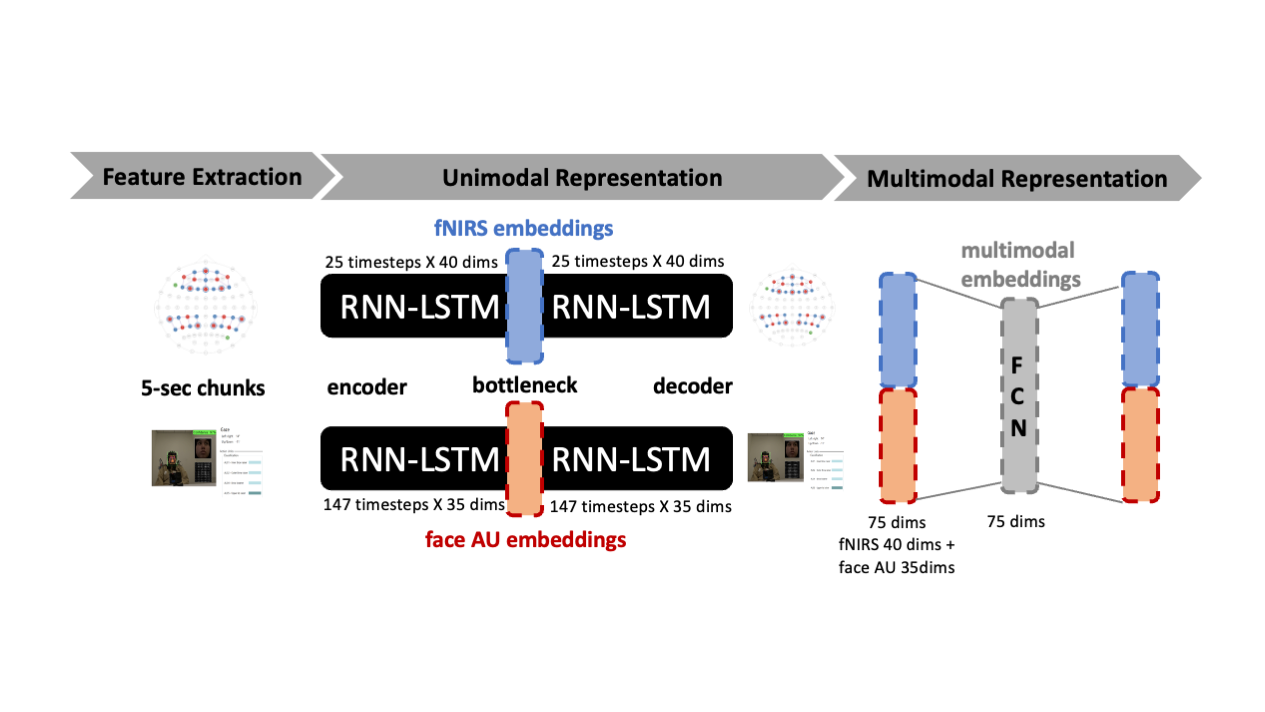 Feature Extraction
Unimodal Representation
Multimodal Representation
fNIRS embeddings
25 timesteps X 40 dims
25 timesteps X 40 dims
RNN-LSTM
RNN-LSTM
multimodal
embeddings
5-sec chunks
encoder
bottleneck
decoder
F
C
N
RNN-LSTM
RNN-LSTM
147 timesteps X 35 dims
147 timesteps X 35 dims
face AU embeddings
75 dims
fNIRS 40 dims +
face AU 35dims
75 dims